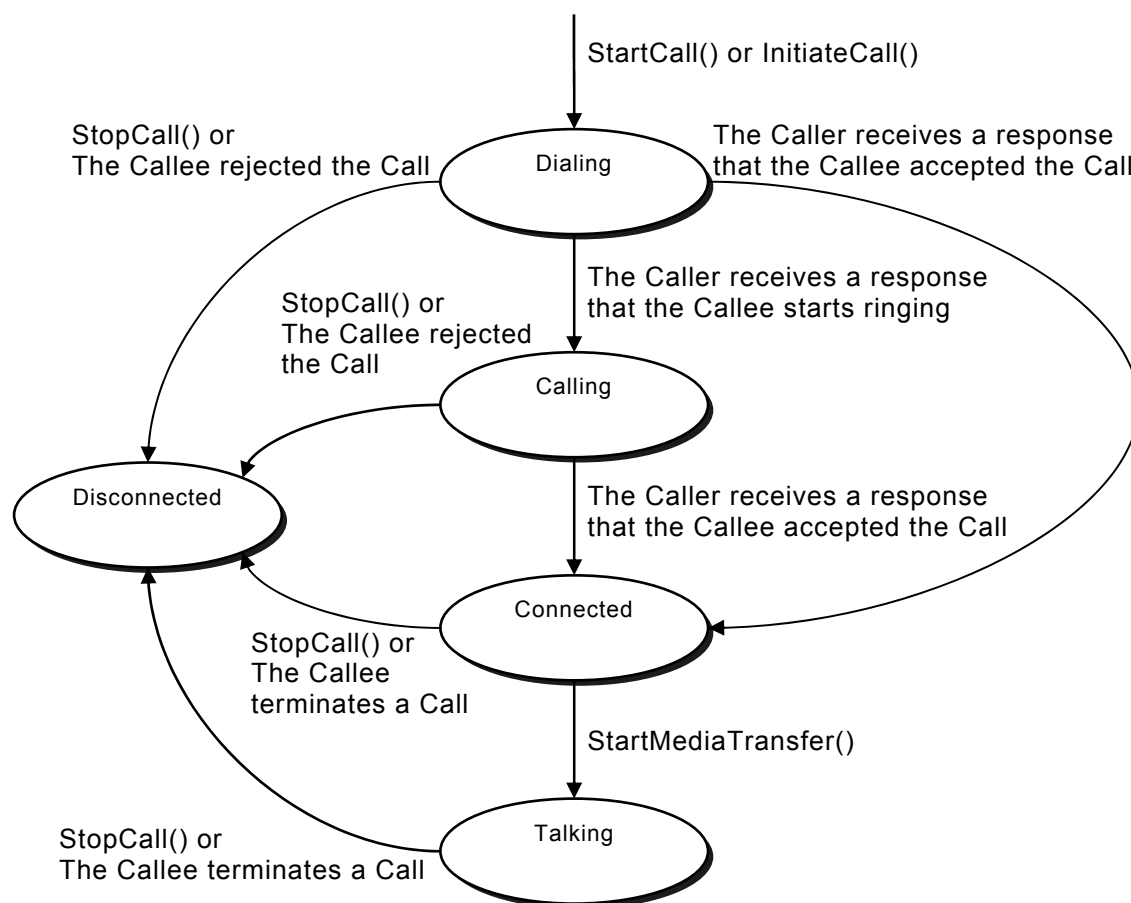 StartCall() or InitiateCall()
StopCall() or
The Callee rejected the Call
Dialing
The Caller receives a response
that the Callee accepted the Call
The Caller receives a response
that the Callee starts ringing
StopCall() or
The Callee rejected
the Call
Calling
Disconnected
The Caller receives a response
that the Callee accepted the Call
Connected
StopCall() or
The Callee
terminates a Call
StartMediaTransfer()
StopCall() or
The Callee terminates a Call
Talking